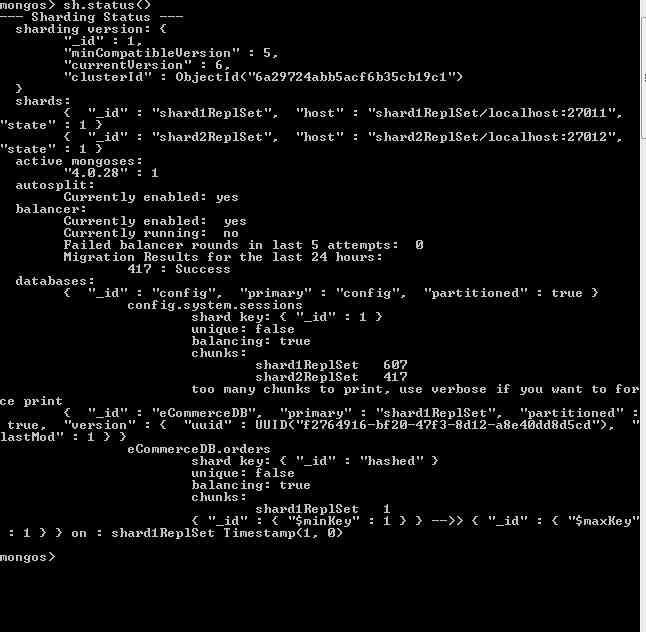 mongos> sh.status()
--- Sharding Status ---
  sharding version: {
        "_id" : 1,
        "minCompatibleVersion" : 5,
        "currentVersion" : 6,
        "clusterId" : ObjectId("6a29724abb5acf6b35cb19c1")
  }
  shards:
        {  "_id" : "shard1ReplSet",  "host" : "shard1ReplSet/localhost:27011",
"state" : 1 }
        {  "_id" : "shard2ReplSet",  "host" : "shard2ReplSet/localhost:27012",
"state" : 1 }
  active mongoses:
        "4.0.28" : 1
  autosplit:
        Currently enabled: yes
  balancer:
        Currently enabled:  yes
        Currently running:  no
        Failed balancer rounds in last 5 attempts:  0
        Migration Results for the last 24 hours:
                417 : Success
  databases:
        {  "_id" : "config",  "primary" : "config",  "partitioned" : true }
                config.system.sessions
                        shard key: { "_id" : 1 }
                        unique: false
                        balancing: true
                        chunks:
                                shard1ReplSet   607
                                shard2ReplSet   417
                        too many chunks to print, use verbose if you want to for
ce print
        {  "_id" : "eCommerceDB",  "primary" : "shard1ReplSet",  "partitioned" :
 true,  "version" : {  "uuid" : UUID("f2764916-bf20-47f3-8d12-a8e40dd8d5cd"),  "
lastMod" : 1 } }
                eCommerceDB.orders
                        shard key: { "_id" : "hashed" }
                        unique: false
                        balancing: true
                        chunks:
                                shard1ReplSet   1
                        { "_id" : { "$minKey" : 1 } } -->> { "_id" : { "$maxKey"
 : 1 } } on : shard1ReplSet Timestamp(1, 0)
mongos>